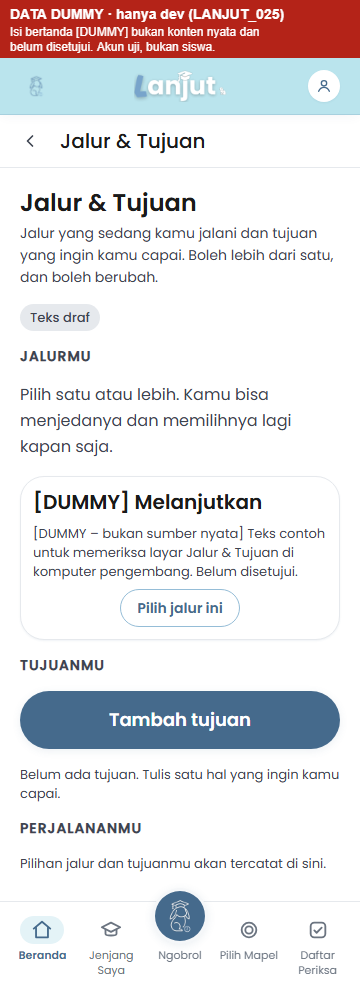 DATA DUMMY · hanya dev (LANJUT_025)
Isi bertanda [DUMMY] bukan konten nyata dan
belum disetujui. Akun uji, bukan siswa.
Lanjut
Jalur & Tujuan
Jalur & Tujuan
Jalur yang sedang kamu jalani dan tujuan
yang ingin kamu capai. Boleh lebih dari satu,
dan boleh berubah.
Teks draf
JALURMU
Pilih satu atau lebih. Kamu bisa
menjedanya dan memilihnya lagi
kapan saja.
[DUMMY] Melanjutkan
[DUMMY – bukan sumber nyata] Teks contoh
untuk memeriksa layar Jalur & Tujuan di
komputer pengembang. Belum disetujui.
Pilih jalur ini
TUJUANMU
Tambah tujuan
Belum ada tujuan. Tulis satu hal yang ingin kamu
capai.
PERJALANANMU
Pilihan jalur dan tujuanmu akan tercatat di sini.
Beranda
Jenjang
Saya
Ngobrol
Pilih Mapel
Daftar
Periksa